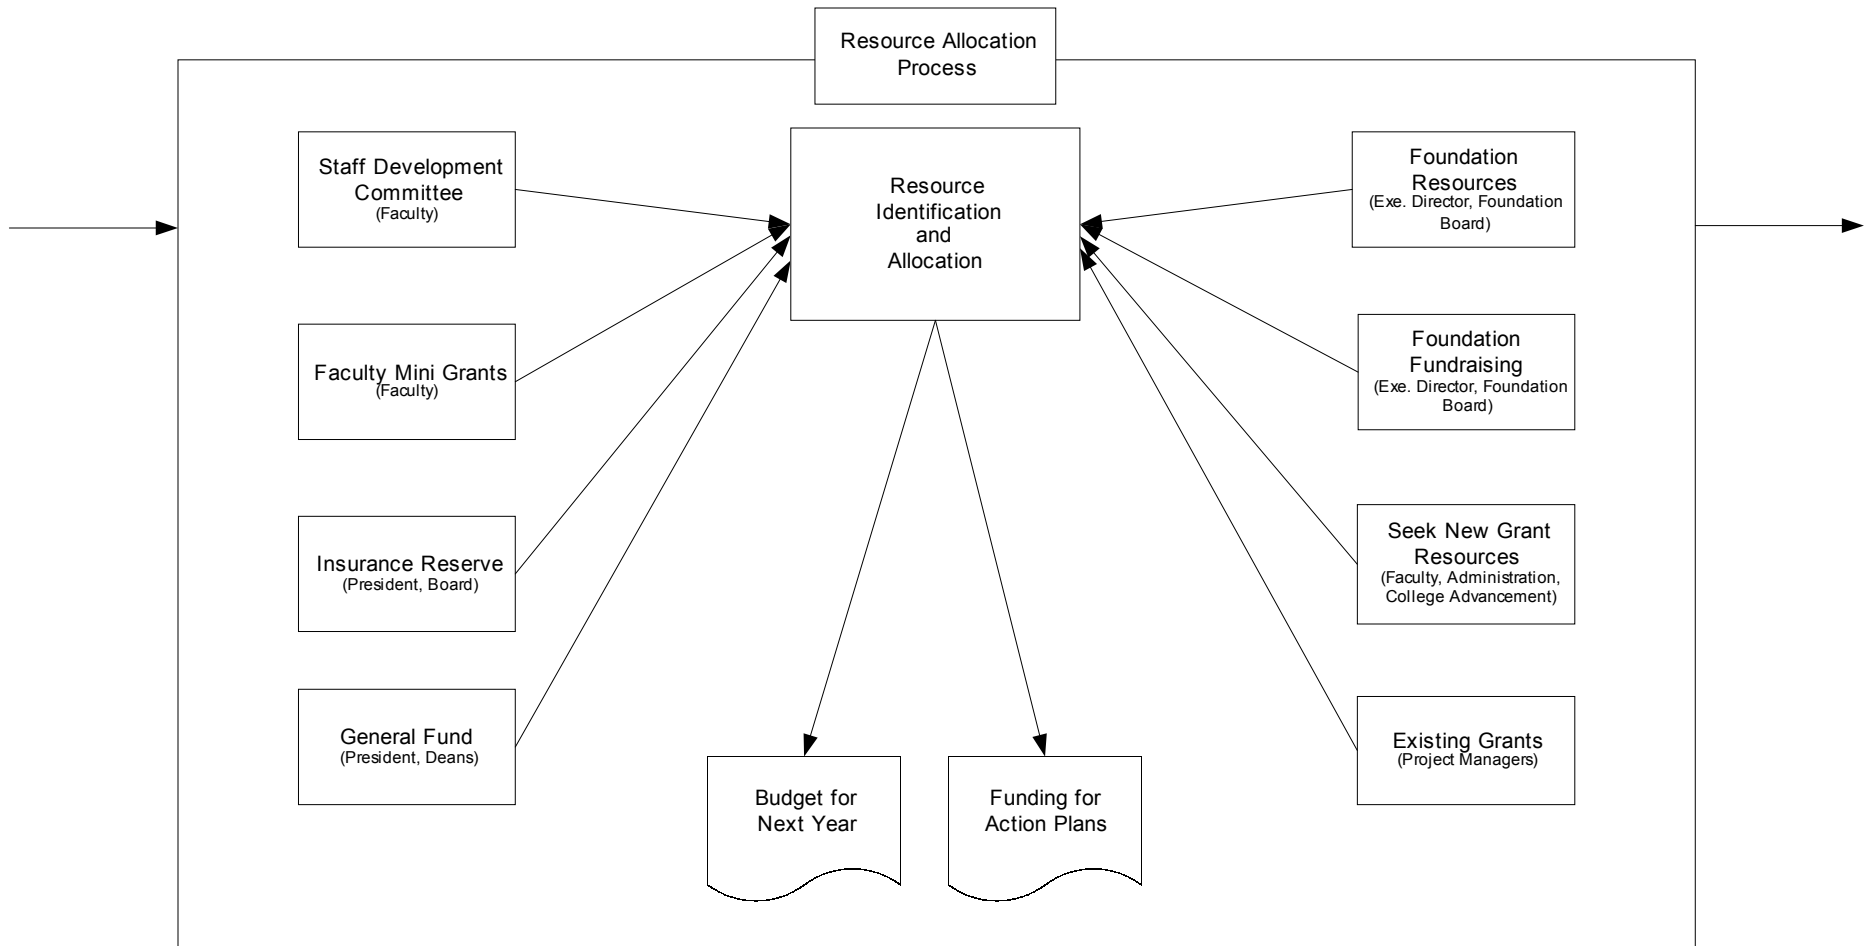 Resource Allocation
Process
Staff Development
Committee
(Faculty)
Resource
Identification
and
Allocation
Foundation
Resources
(Exe. Director, Foundation
Board)
Faculty Mini Grants
(Faculty)
Foundation
Fundraising
(Exe. Director, Foundation
Board)
Insurance Reserve
(President, Board)
Seek New Grant
Resources
(Faculty, Administration,
College Advancement)
General Fund
(President, Deans)
Existing Grants
(Project Managers)
Budget for
Next Year
Funding for
Action Plans